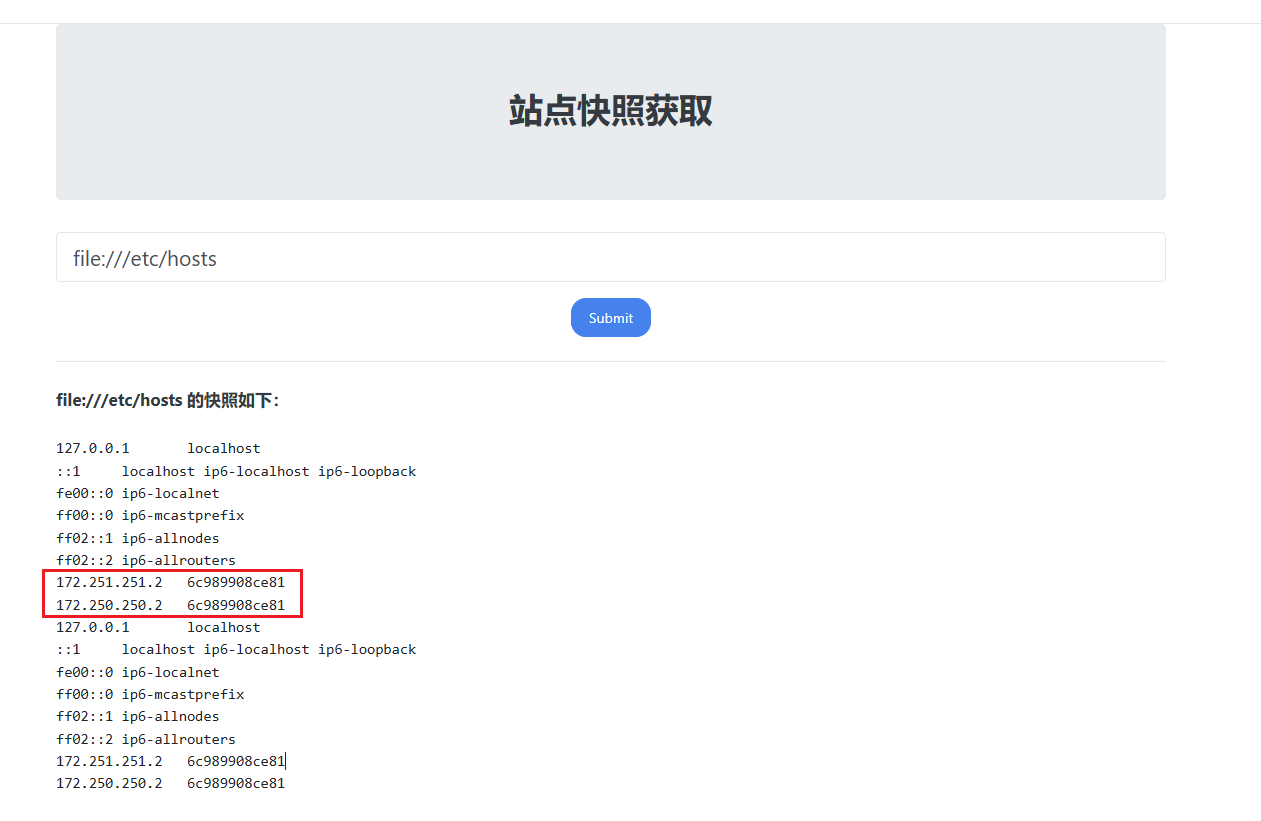 站点快照获取
file:///etc/hosts
Submit
file:///etc/hosts 的快照如下：
127.0.0.1       localhost
::1     localhost ip6-localhost ip6-loopback
fe00::0 ip6-localnet
ff00::0 ip6-mcastprefix
ff02::1 ip6-allnodes
ff02::2 ip6-allrouters
172.251.251.2   6c989908ce81
172.250.250.2   6c989908ce81
127.0.0.1       localhost
::1     localhost ip6-localhost ip6-loopback
fe00::0 ip6-localnet
ff00::0 ip6-mcastprefix
ff02::1 ip6-allnodes
ff02::2 ip6-allrouters
172.251.251.2   6c989908ce81
172.250.250.2   6c989908ce81